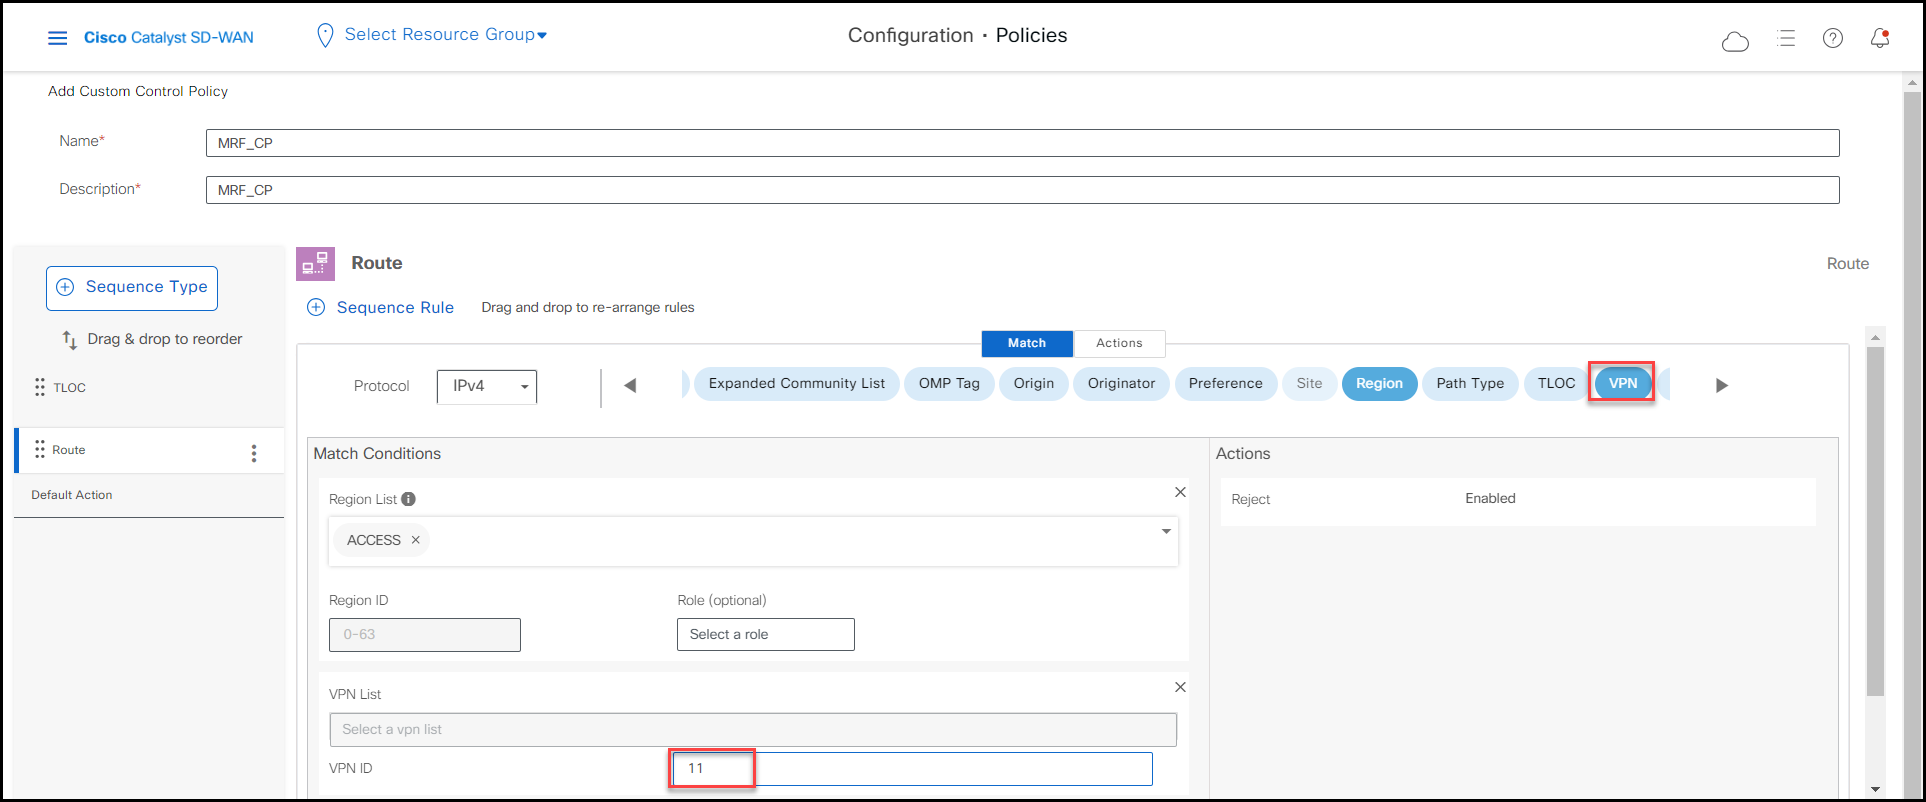 Cisco Catalyst SD-WAN
Select Resource Group
Configuration · Policies
Add Custom Control Policy
Name* MRF_CP
Description* MRF_CP
Sequence Type
Drag & drop to reorder
TLOC
Route
Default Action
Route
Route
Sequence Rule Drag and drop to re-arrange rules
Match Actions
Protocol IPv4 Expanded Community List OMP Tag Origin Originator Preference Site Region Path Type TLOC VPN
Match Conditions
Region List
ACCESS
Region ID Role (optional)
0-63 Select a role
VPN List
Select a vpn list
VPN ID 11
Actions
Reject Enabled